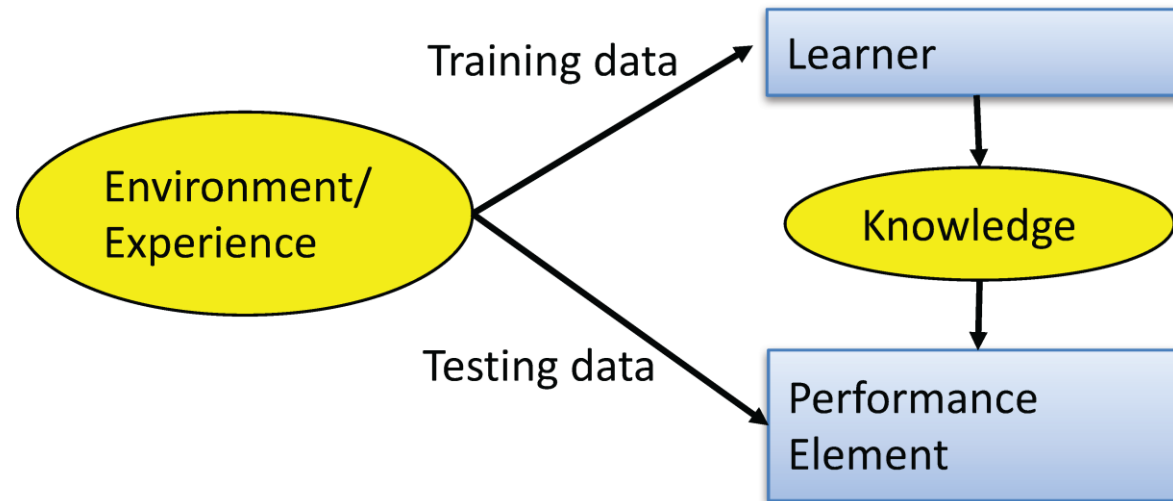 Training data
Learner
Environment/
Experience
Knowledge
Testing data
Performance
Element